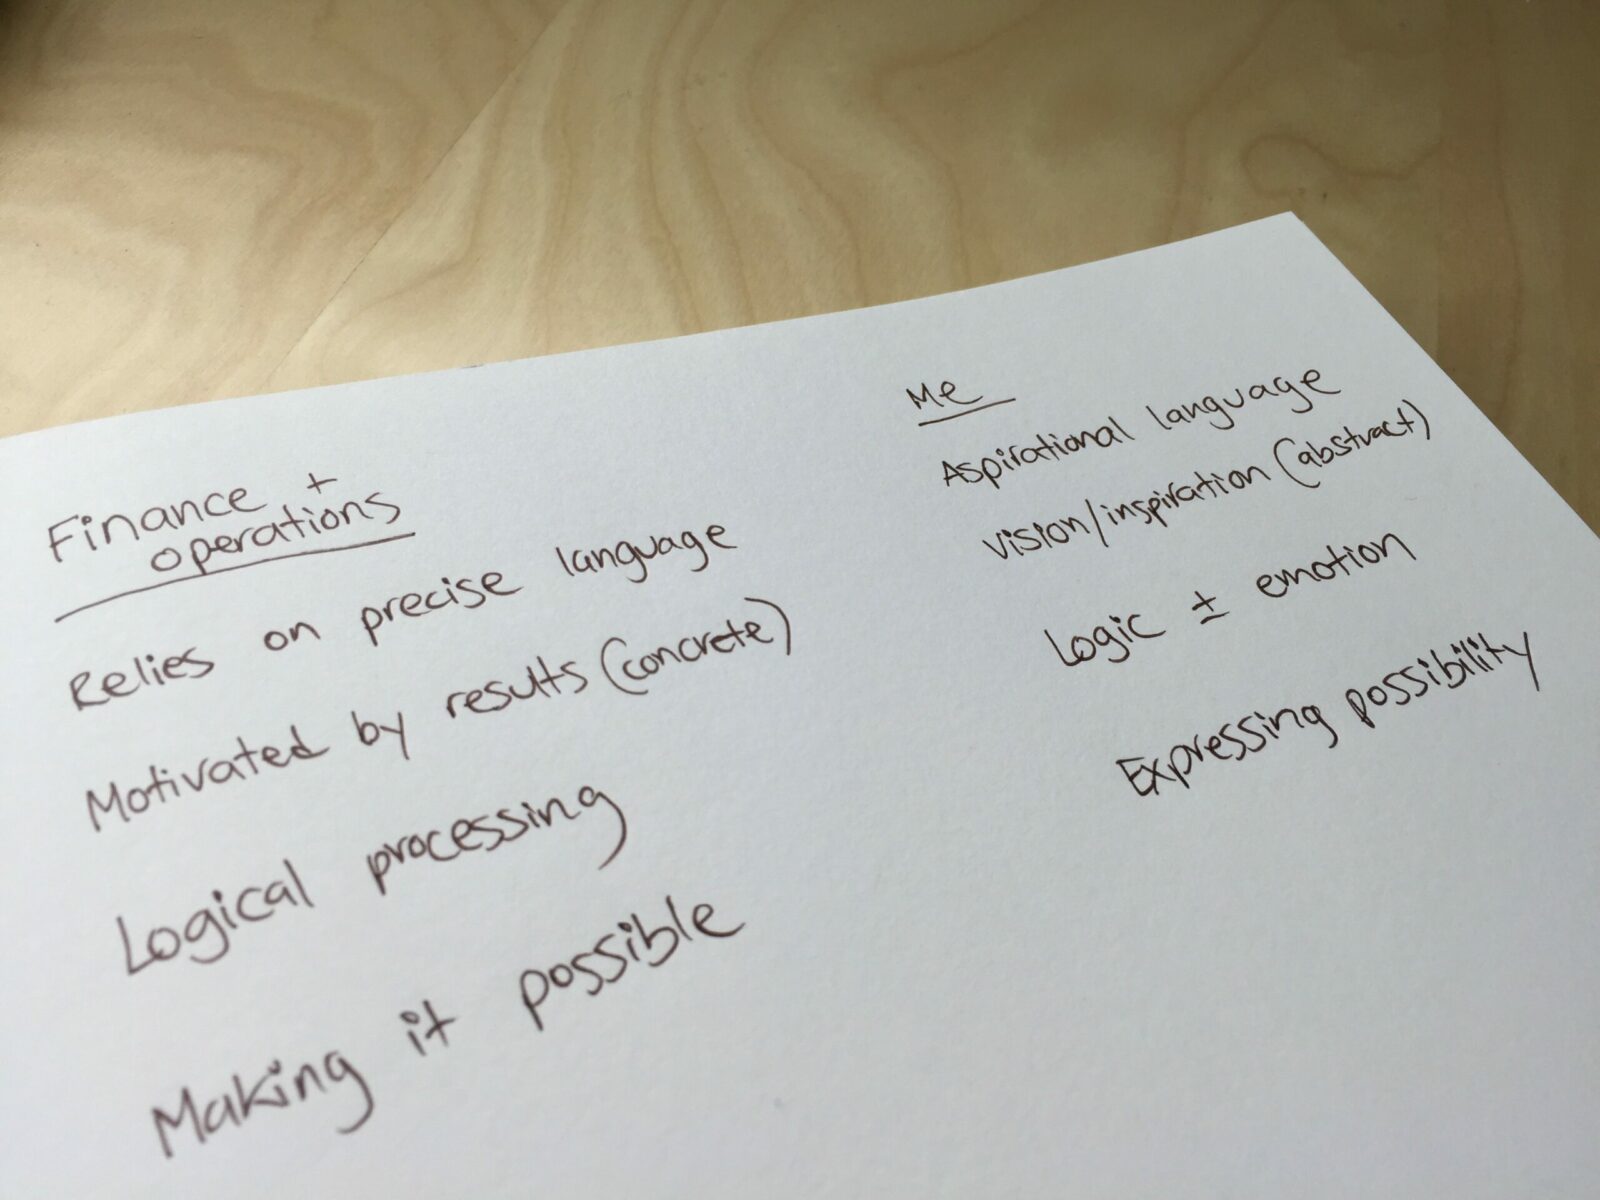 Finance +
operations
Relies on precise language
Motivated by results (concrete)
Logical processing
Making it possible
Me
Aspirational language
vision/inspiration (abstract)
Logic ± emotion
Expressing possibility